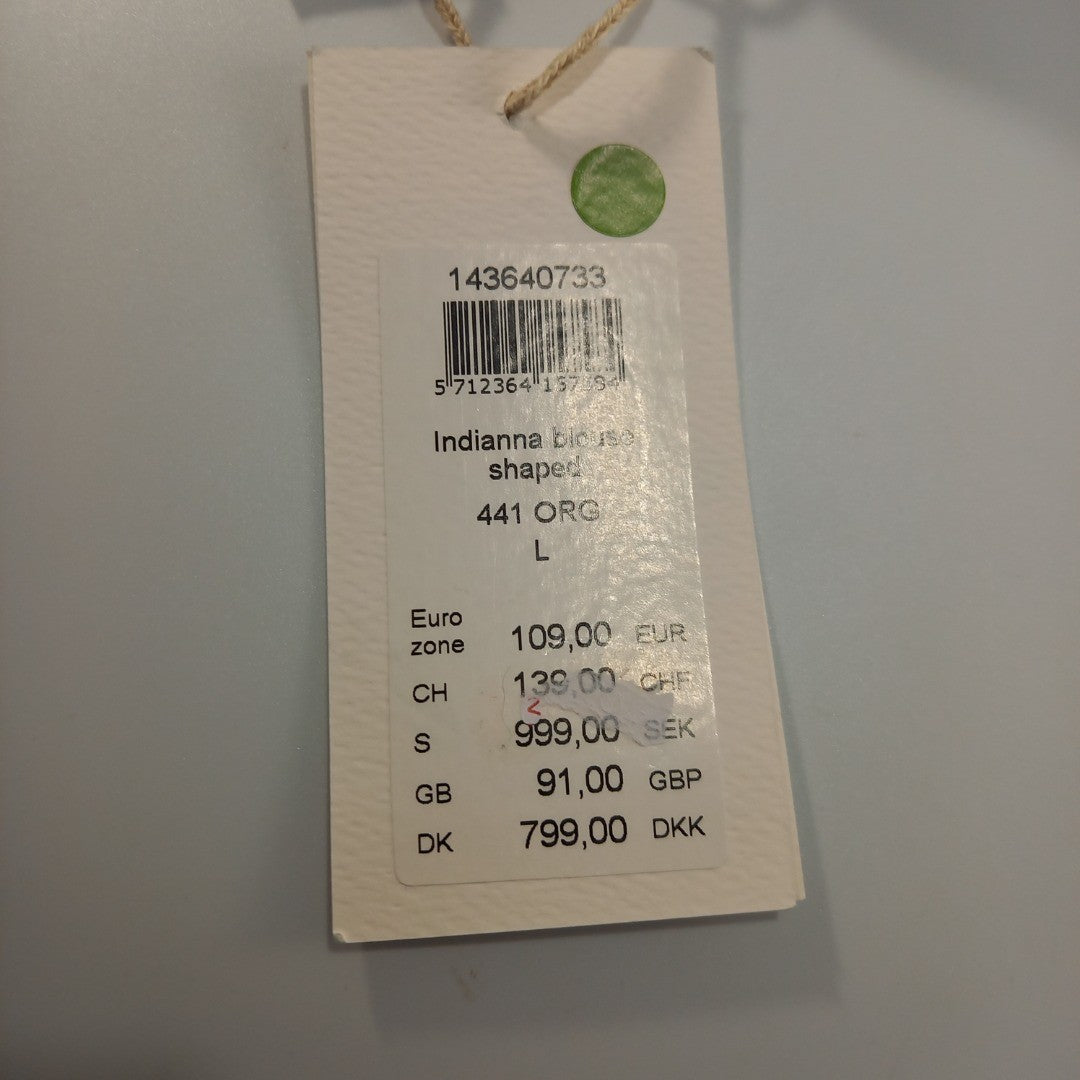 143640733
5 712364
Indianna blouse
shaped
441 ORG
L
Euro
zone 109,00 EUR
CH 139,00 CHF
<
S 999,00 SEK
GB 91,00 GBP
DK 799,00 DKK